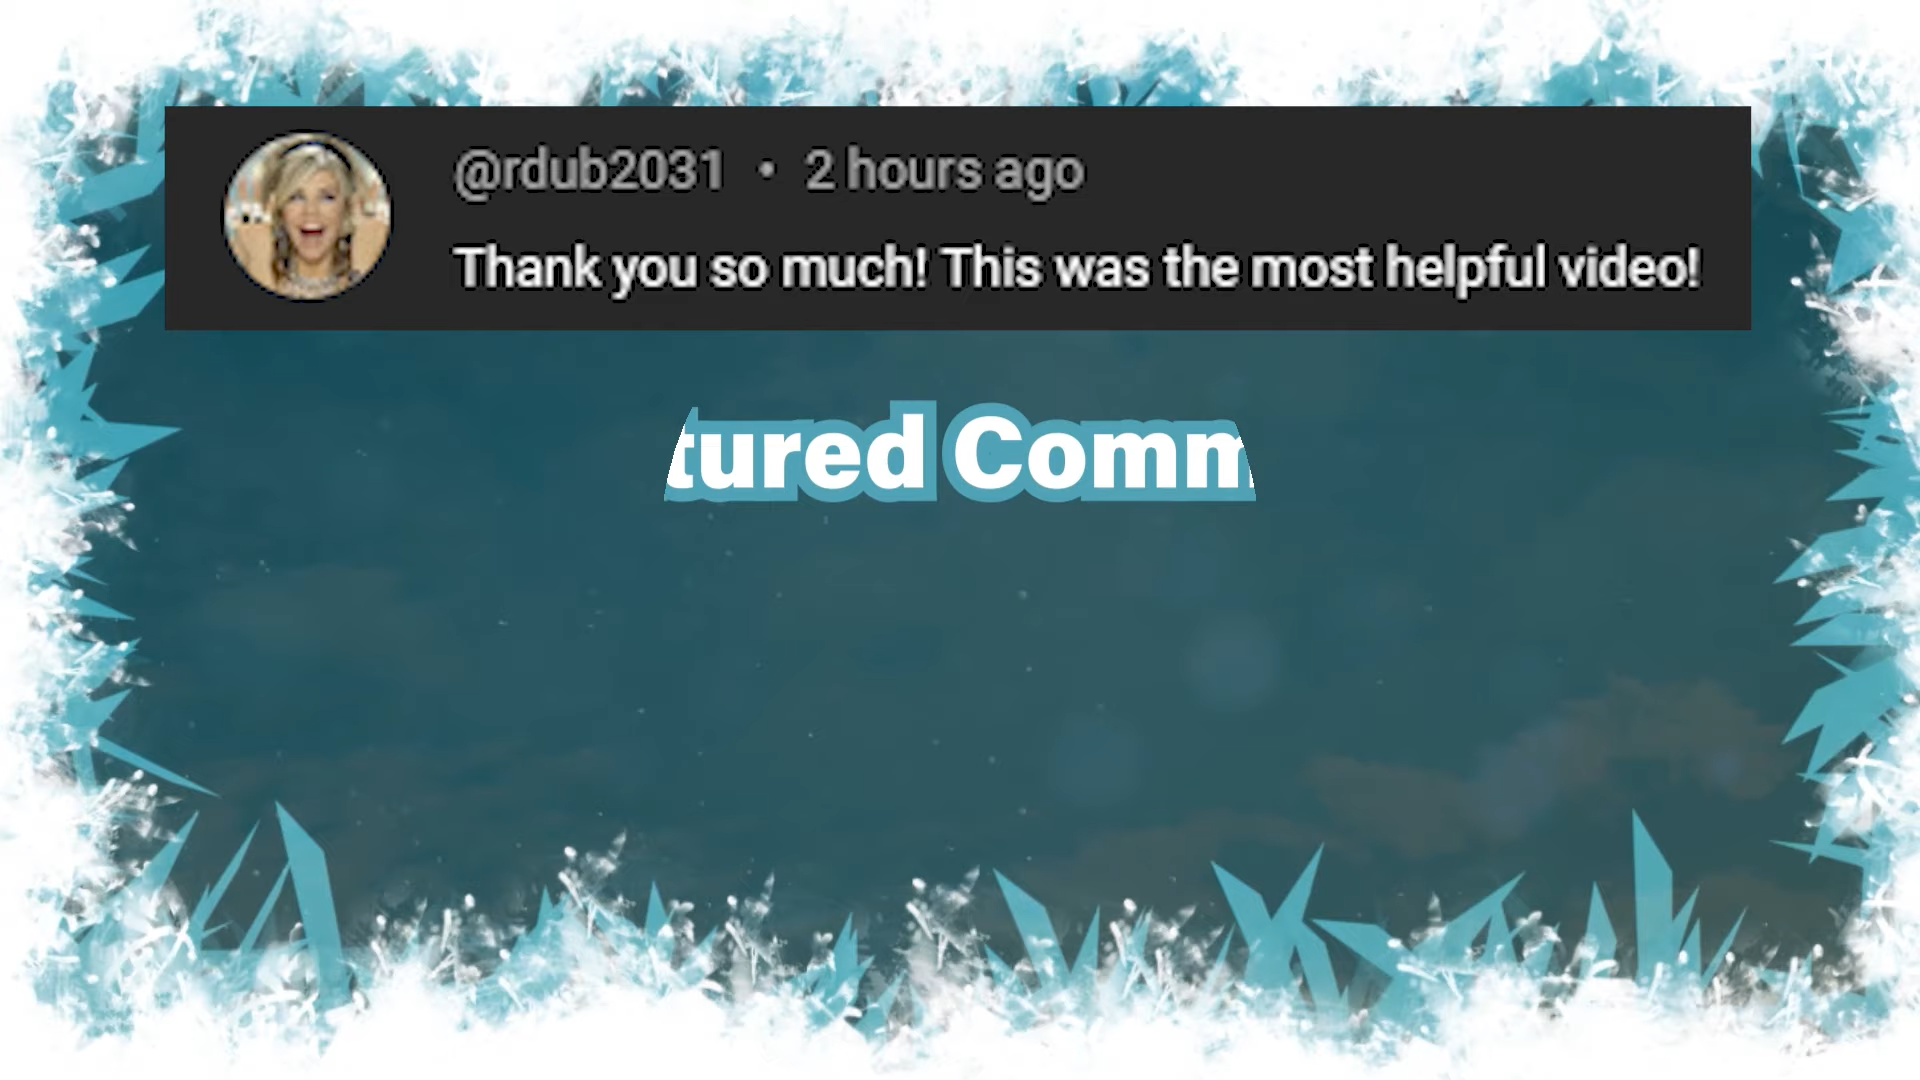 @rdub2031 • 2 hours ago
Thank you so much! This was the most helpful video!
tured Comm